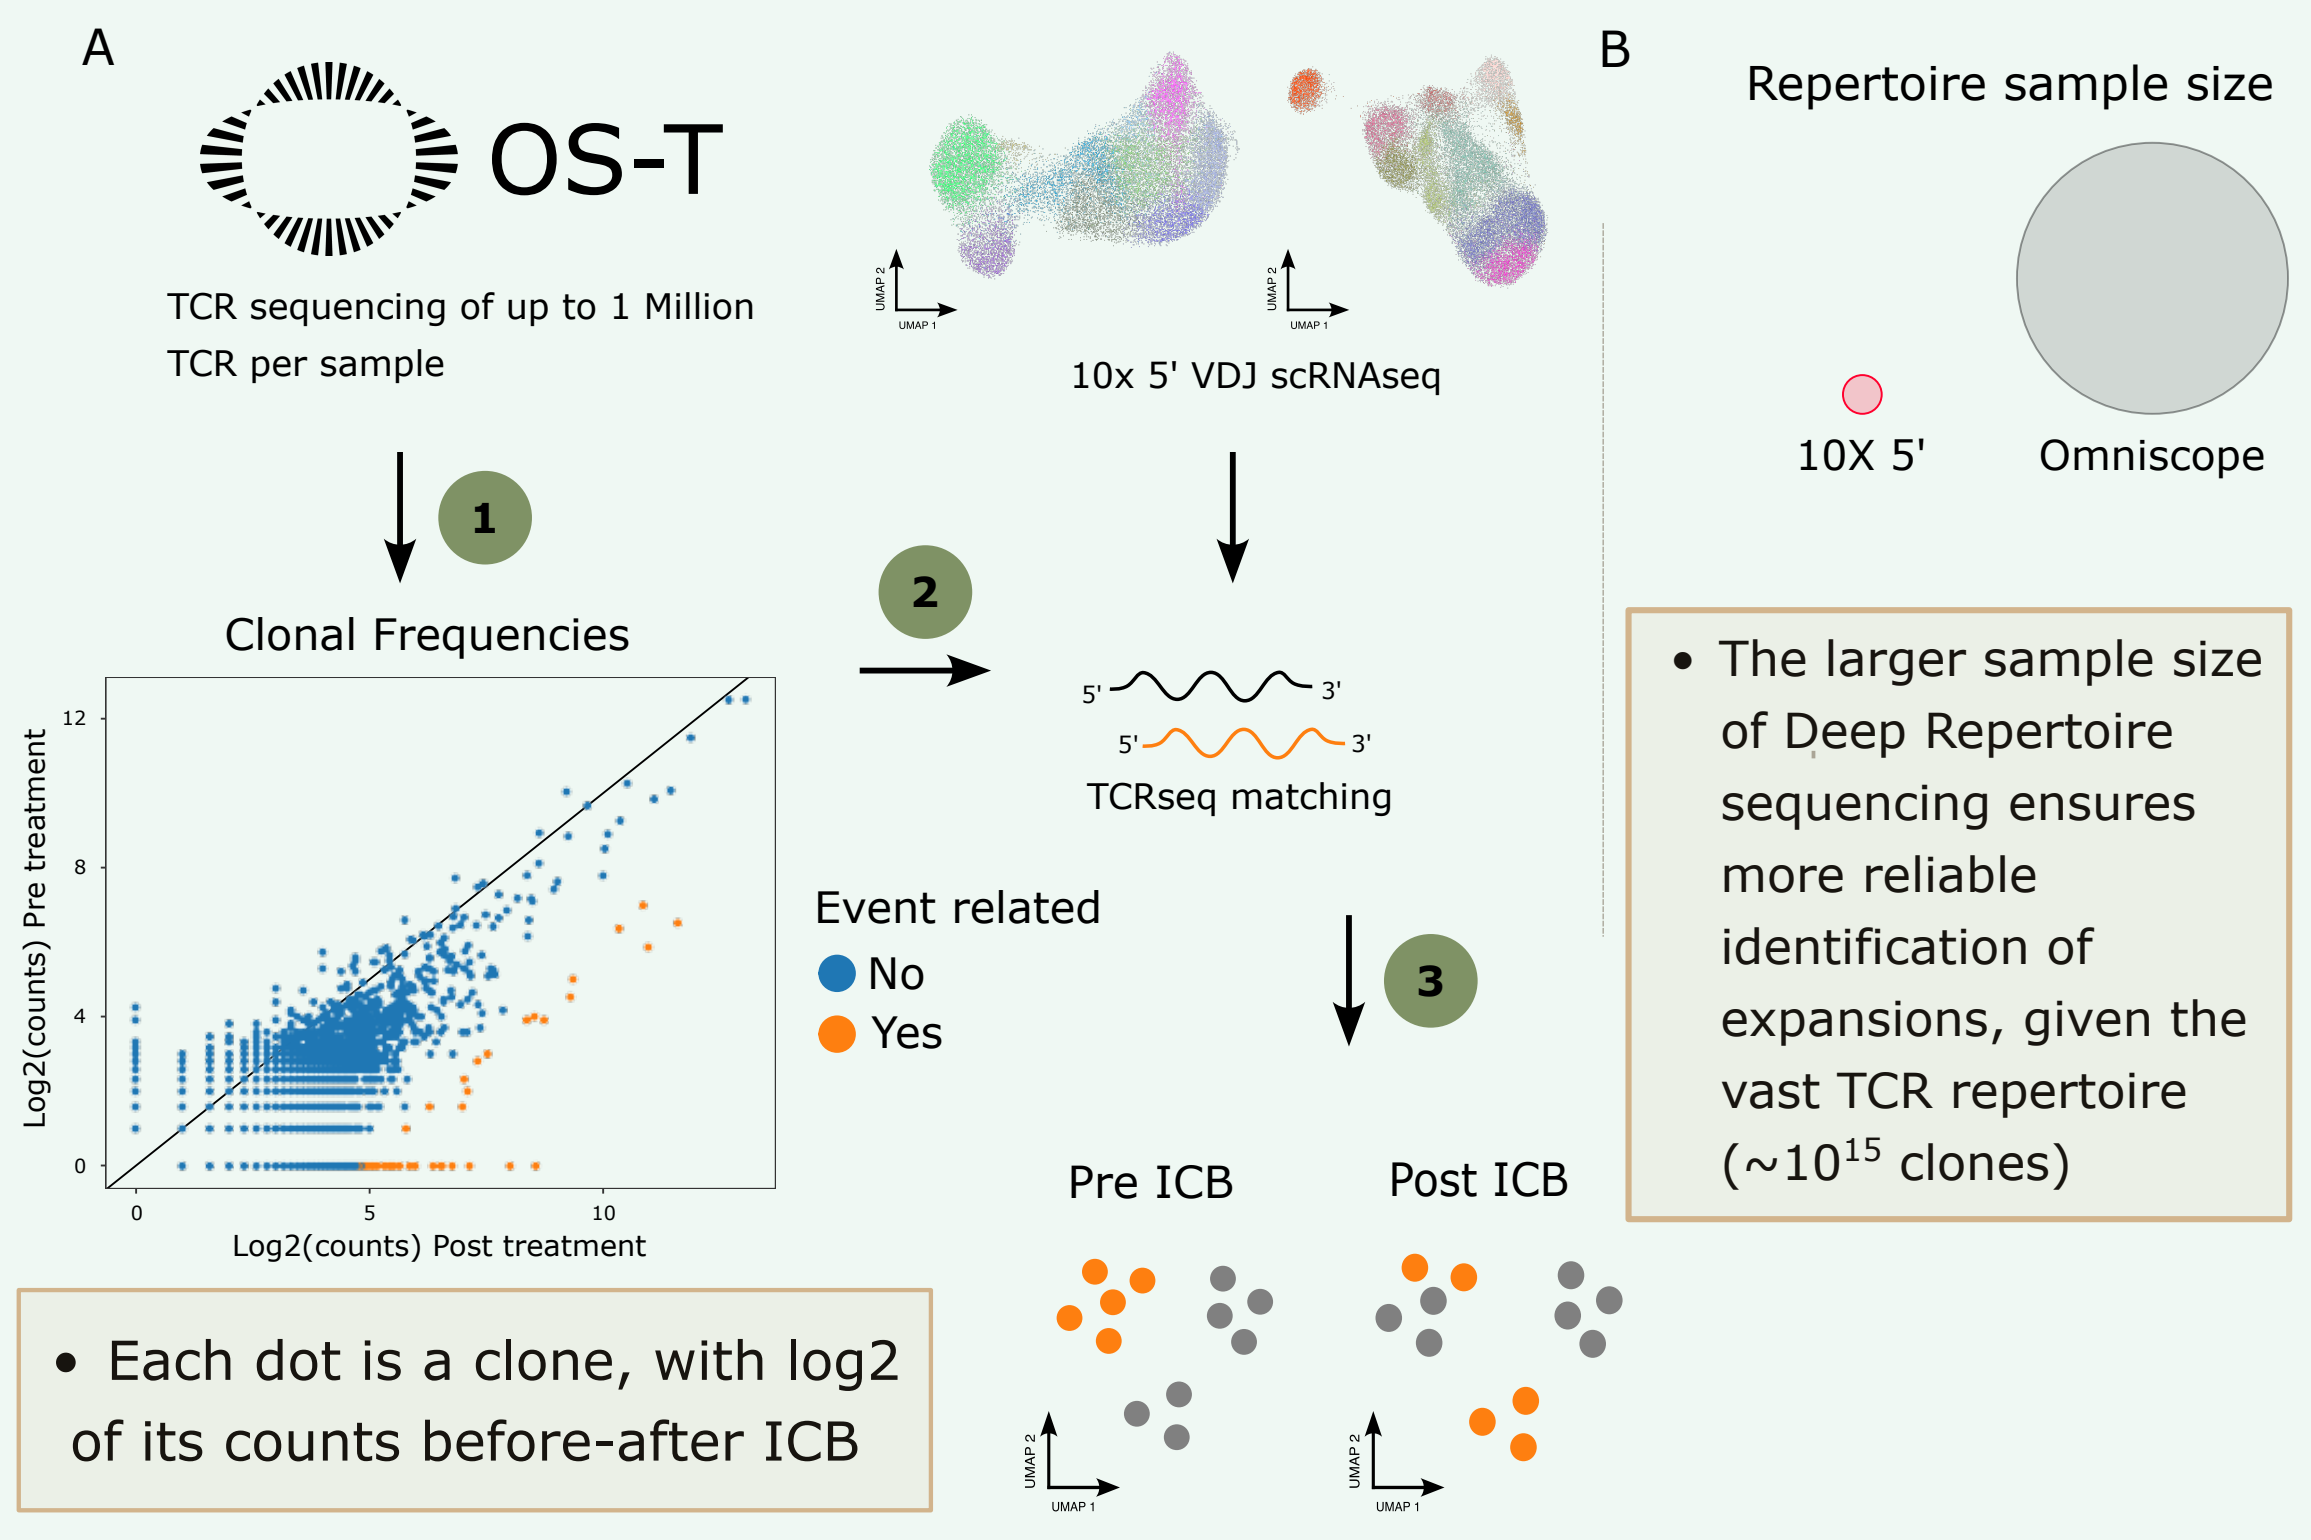 A
OS-T
TCR sequencing of up to 1 Million
TCR per sample
UMAP 2
UMAP 1
UMAP 2
UMAP 1
10x 5' VDJ scRNAseq
1
2
Clonal Frequencies
12
8
4
0
0
5
10
Log2(counts) Pre treatment
Log2(counts) Post treatment
5'
3'
5'
3'
TCRseq matching
Event related
No
Yes
3
Pre ICB
Post ICB
UMAP 2
UMAP 1
UMAP 2
UMAP 1
• Each dot is a clone, with log2
of its counts before-after ICB
B
Repertoire sample size
10X 5'
Omniscope
• The larger sample size
of Deep Repertoire
sequencing ensures
more reliable
identification of
expansions, given the
vast TCR repertoire
(~10¹⁵ clones)